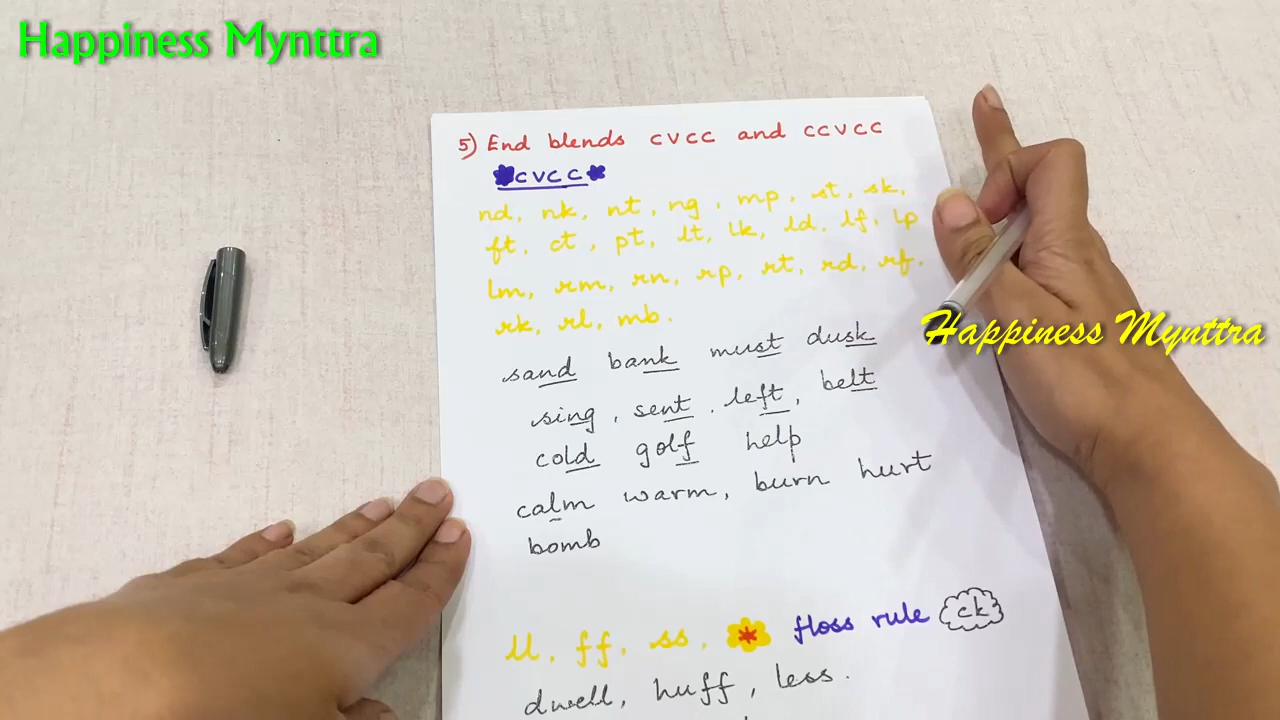 Happiness Mynttra
5) End blends cvcc and ccvcc
cvcc
nd, nk, nt, ng, mp, st, sk,
ft, ct, pt, lt, lk, ld, lf, lp
lm, rm, rn, rp, rt, rd, rf,
rk, rl, mb.
Happiness Mynttra
sand bank must dusk
sing, sent, left, belt
cold golf help
calm warm, burn hurt
bomb
ll, ff, ss, floss rule ck
dwell, huff, less.